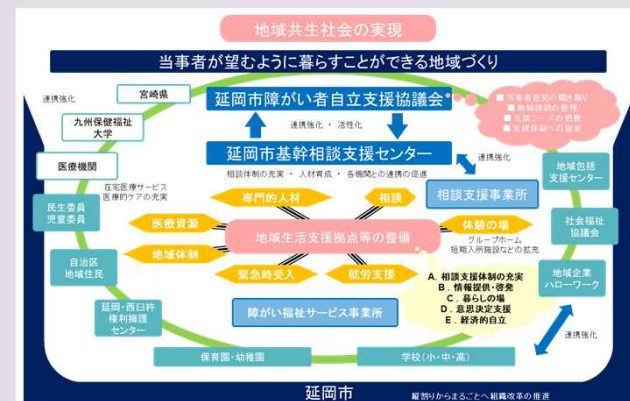 地域共生社会の実現
当事者が望むように暮らすことができる地域づくり
宮崎県
連携強化
延岡市障がい者自立支援協議会
■ 当事者意見の聞き取り
■ 地域課題の整理
■ 支援ニーズの把握
■ 支援体制への提案
九州保健福祉
大学
連携強化 ・ 活性化
医療機関
延岡市基幹相談支援センター
連携強化
地域包括
支援センター
相談体制の充実 ・ 人材育成 ・ 各機関との連携の促進
在宅医療サービス
医療的ケアの充実
専門的人材
相談
相談支援事業所
民生委員
児童委員
医療資源
体験の場
社会福祉
協議会
地域生活支援拠点等の整備
グループホーム
短期入所施設などの拡充
自治区
地域住民
地域体制
緊急時受入
就労支援
A. 相談支援体制の充実
B. 情報提供・啓発
C. 暮らしの場
D. 意思決定支援
E. 経済的自立
地域企業
ハローワーク
延岡・西臼杵
権利擁護
センター
障がい福祉サービス事業所
連携強化
保育園・幼稚園
学校(小・中・高)
延岡市
縦割りからまるごとへ組織改革の推進